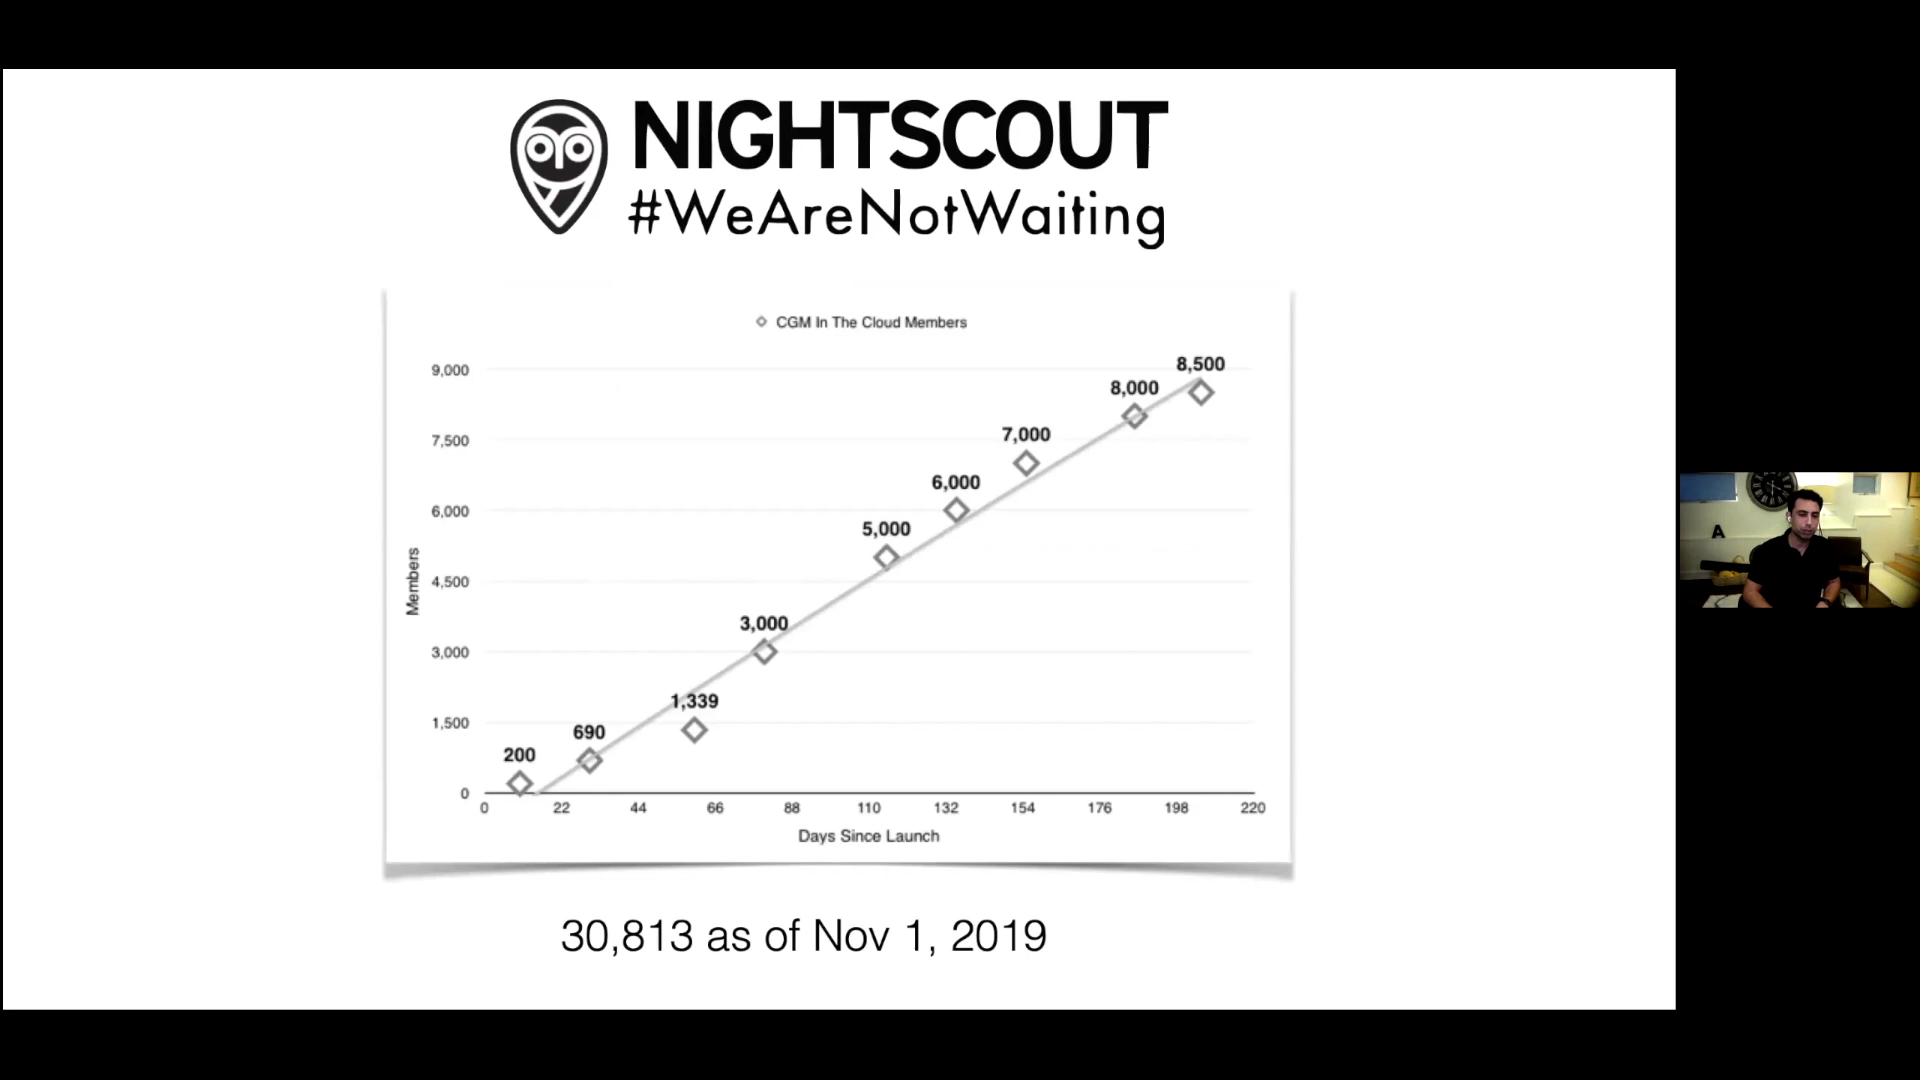 NIGHTSCOUT
#WeAreNotWaiting
CGM In The Cloud Members
9,000
7,500
6,000
4,500
3,000
1,500
0
Members
200
690
1,339
3,000
5,000
6,000
7,000
8,000
8,500
0 22 44 66 88 110 132 154 176 198 220
Days Since Launch
30,813 as of Nov 1, 2019
A